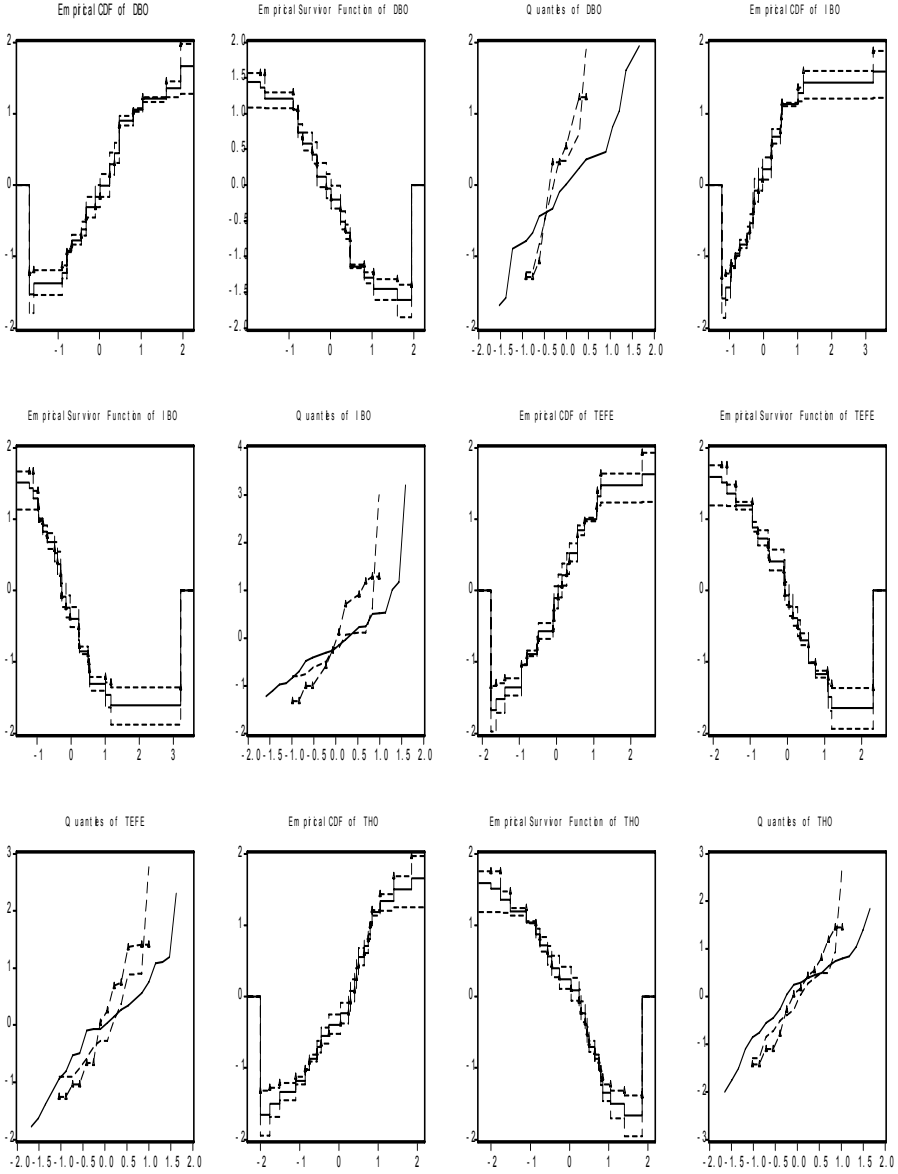 Empirical CDF of DBO
Empirical Survivor Function of DBO
Quantiles of DBO
Empirical CDF of IBO
2
1
0
-1
-2
-1 0 1 2
2.0
1.5
1.0
0.5
0.0
-0.5
-1.0
-1.5
-2.0
-1 0 1 2
2
1
0
-1
-2
-2.0 -1.5 -1.0 -0.5 0.0 0.5 1.0 1.5 2.0
2
1
0
-1
-2
-1 0 1 2 3
Empirical Survivor Function of IBO
Quantiles of IBO
Empirical CDF of TEFE
Empirical Survivor Function of TEFE
2
1
0
-1
-2
-1 0 1 2 3
4
3
2
1
0
-1
-2
-2.0 -1.5 -1.0 -0.5 0.0 0.5 1.0 1.5 2.0
2
1
0
-1
-2
-2 -1 0 1 2
2
1
0
-1
-2
-2 -1 0 1 2
Quantiles of TEFE
Empirical CDF of THO
Empirical Survivor Function of THO
Quantiles of THO
3
2
1
0
-1
-2
-2.0 -1.5 -1.0 -0.5 0.0 0.5 1.0 1.5 2.0
2
1
0
-1
-2
-2 -1 0 1 2
2
1
0
-1
-2
-2 -1 0 1 2
3
2
1
0
-1
-2
-3
-2.0 -1.5 -1.0 -0.5 0.0 0.5 1.0 1.5 2.0